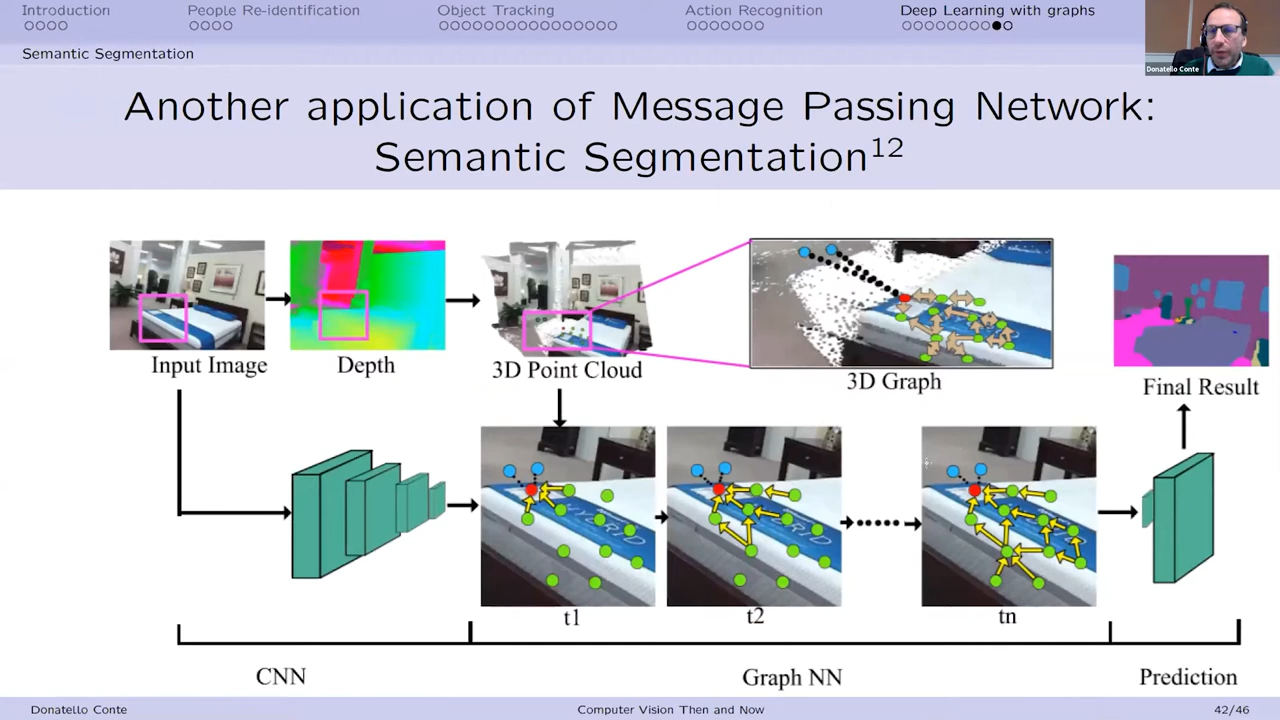 Introduction
People Re-identification
Object Tracking
Action Recognition
Deep Learning with graphs
Semantic Segmentation
Donatello Conte
Another application of Message Passing Network:
Semantic Segmentation12
Input Image
Depth
3D Point Cloud
3D Graph
Final Result
HYBRID
HYBRID
t1
t2
tn
CNN
Graph NN
Prediction
Donatello Conte
Computer Vision Then and Now
42/46